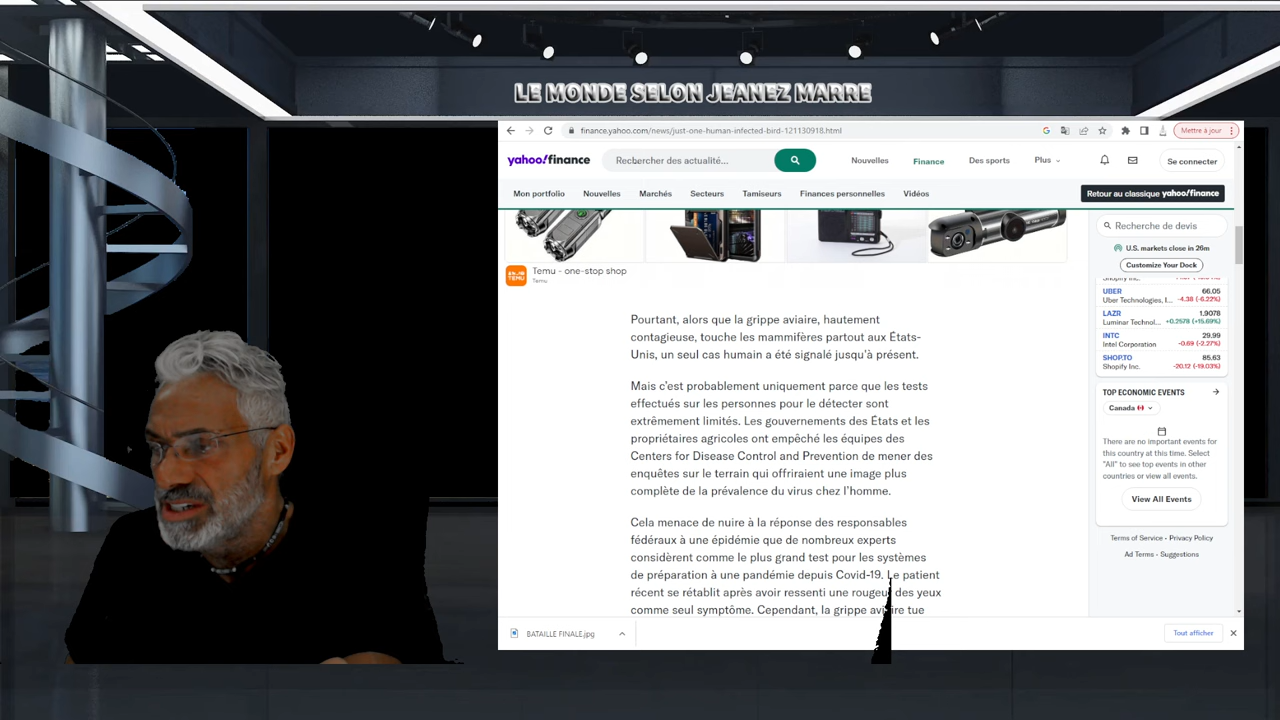 LE MONDE SELON JEANEZ MARRE
finance.yahoo.com/news/just-one-human-infected-bird-121130918.html
Mettre à jour
yahoo!finance
Rechercher des actualité...
Nouvelles
Finance
Des sports
Plus
Se connecter
Mon portfolio
Nouvelles
Marchés
Secteurs
Tamiseurs
Finances personnelles
Vidéos
Retour au classique yahoo!finance
Temu - one-stop shop
Temu
Pourtant, alors que la grippe aviaire, hautement
contagieuse, touche les mammifères partout aux États-
Unis, un seul cas humain a été signalé jusqu'à présent.
Mais c'est probablement uniquement parce que les tests
effectués sur les personnes pour le détecter sont
extrêmement limités. Les gouvernements des États et les
propriétaires agricoles ont empêché les équipes des
Centers for Disease Control and Prevention de mener des
enquêtes sur le terrain qui offriraient une image plus
complète de la prévalence du virus chez l'homme.
Cela menace de nuire à la réponse des responsables
fédéraux à une épidémie que de nombreux experts
considèrent comme le plus grand test pour les systèmes
de préparation à une pandémie depuis Covid-19. Le patient
récent se rétablit après avoir ressenti une rougeur des yeux
comme seul symptôme. Cependant, la grippe aviaire tue
Recherche de devis
U.S. markets close in 26m
Customize Your Dock
Shopify Inc.
UBER 66.05
Uber Technologies, I... -4.38 (-6.22%)
LAZR 1.9078
Luminar Technol... +0.2578 (+15.69%)
INTC 29.99
Intel Corporation -0.69 (-2.27%)
SHOP.TO 85.63
Shopify Inc. -20.12 (-19.03%)
TOP ECONOMIC EVENTS
Canada
There are no important events for
this country at this time. Select
"All" to see top events in other
countries or view all events.
View All Events
Terms of Service - Privacy Policy
Ad Terms - Suggestions
BATAILLE FINALE.jpg
Tout afficher